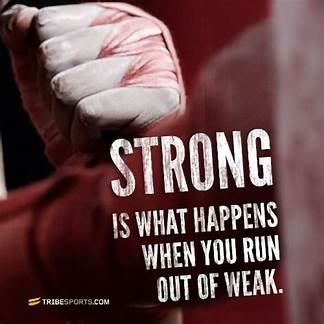 STRONG
IS WHAT HAPPENS
WHEN YOU RUN
OUT OF WEAK.
TRIBESPORTS.COM